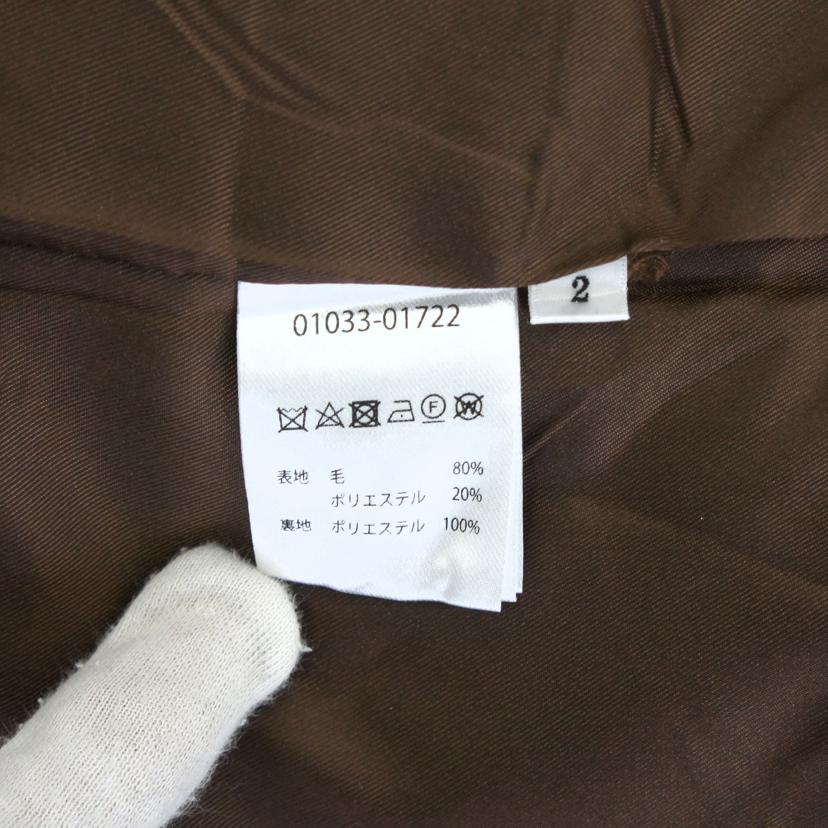 01033-01722
2
F W
表地 毛 80%
ポリエステル 20%
裏地 ポリエステル 100%